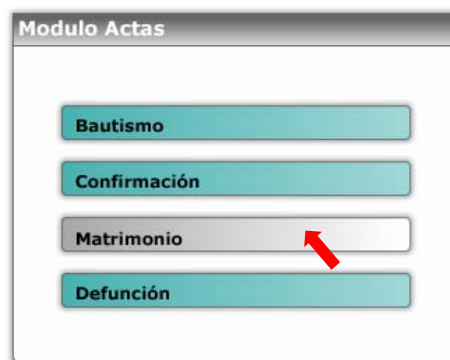 Modulo Actas
Bautismo
Confirmación
Matrimonio
Defunción